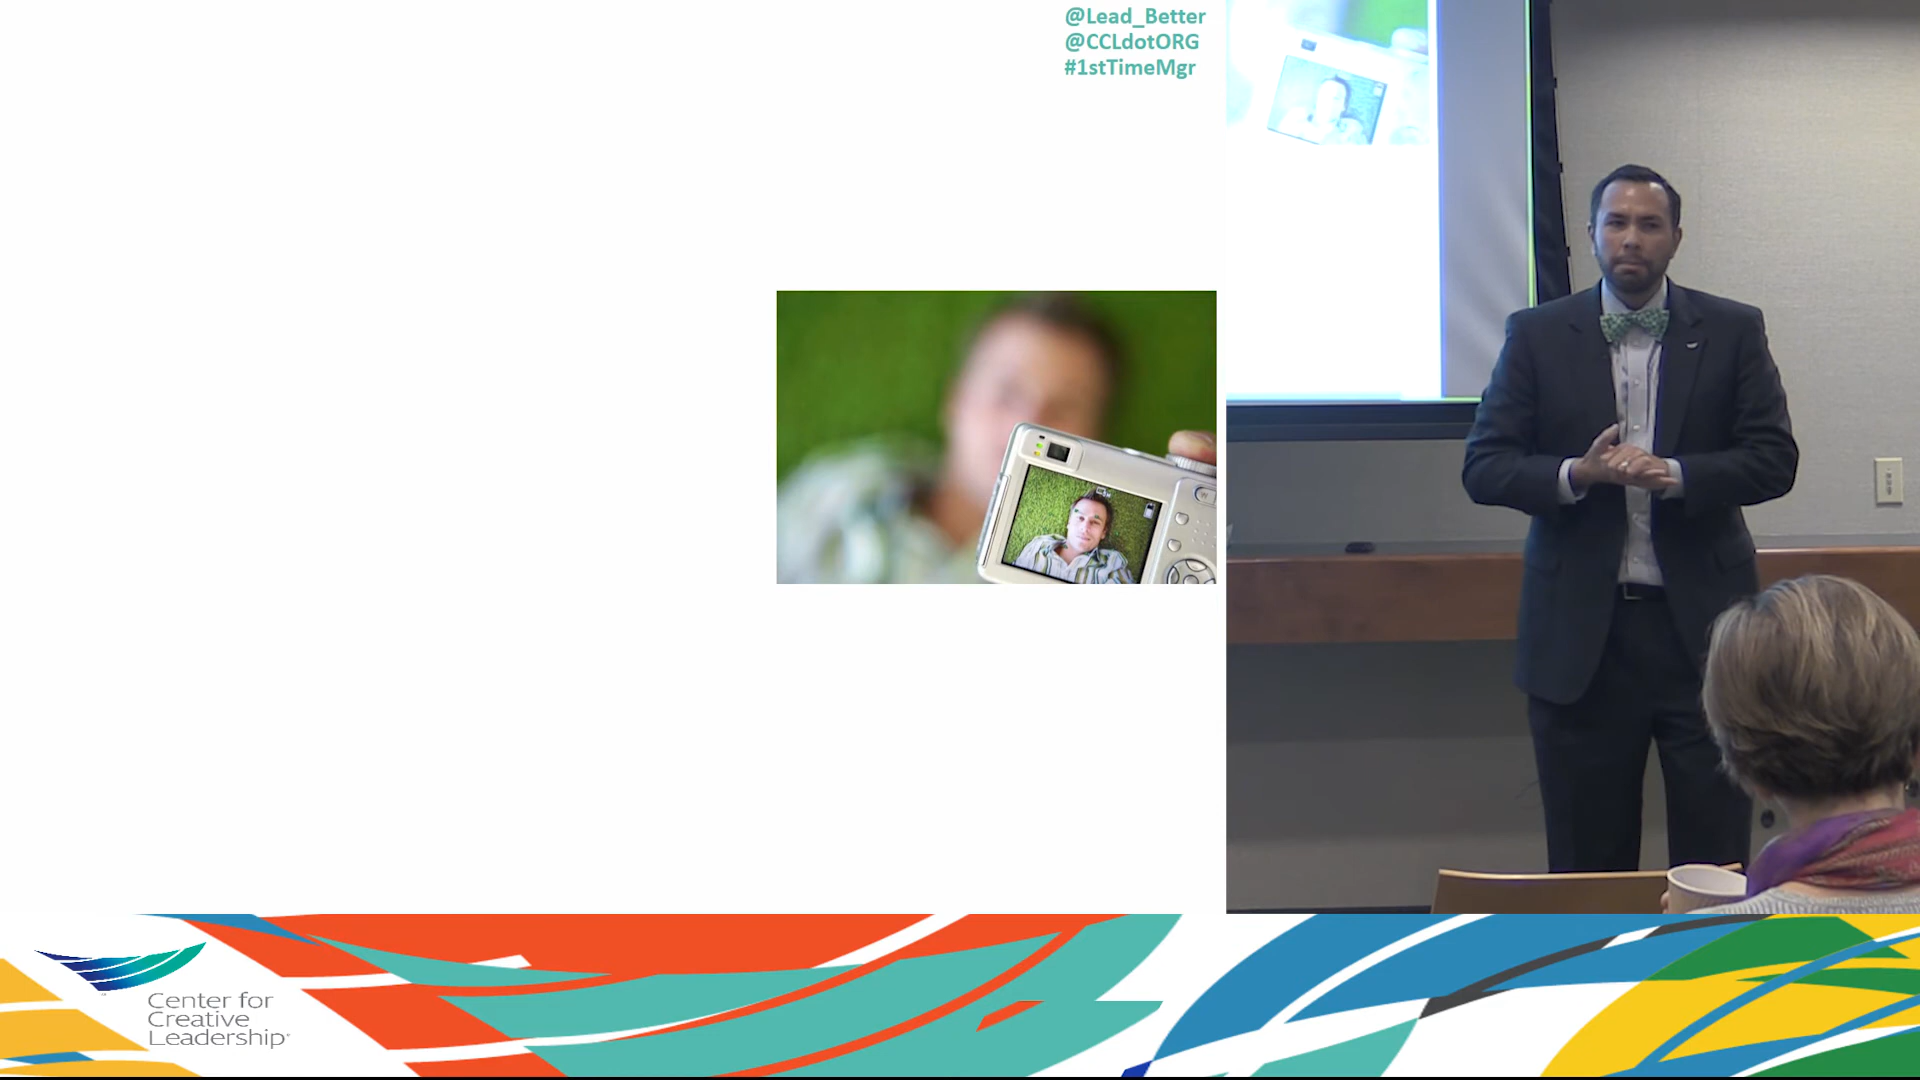 @Lead_Better
@CCLdotORG
#1stTimeMgr
Center for
Creative
Leadership®